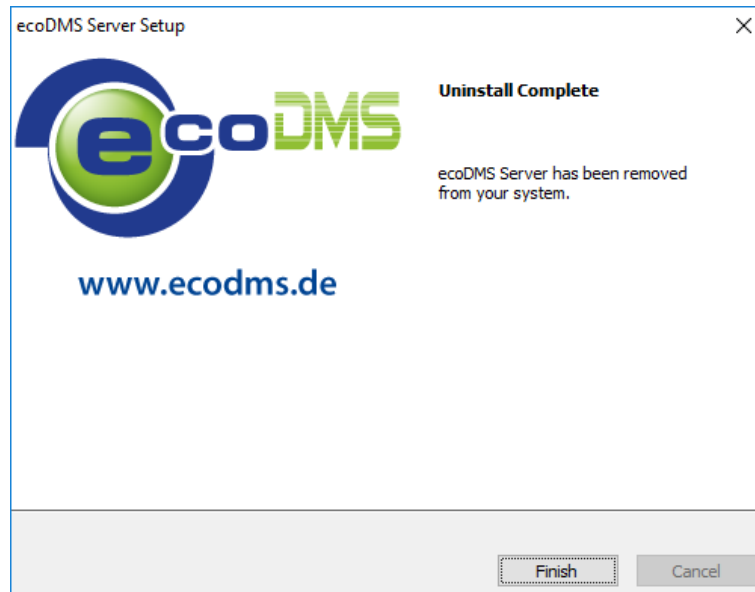 ecoDMS Server Setup
ecoDMS
www.ecodms.de
Uninstall Complete
ecoDMS Server has been removed
from your system.
Finish
Cancel